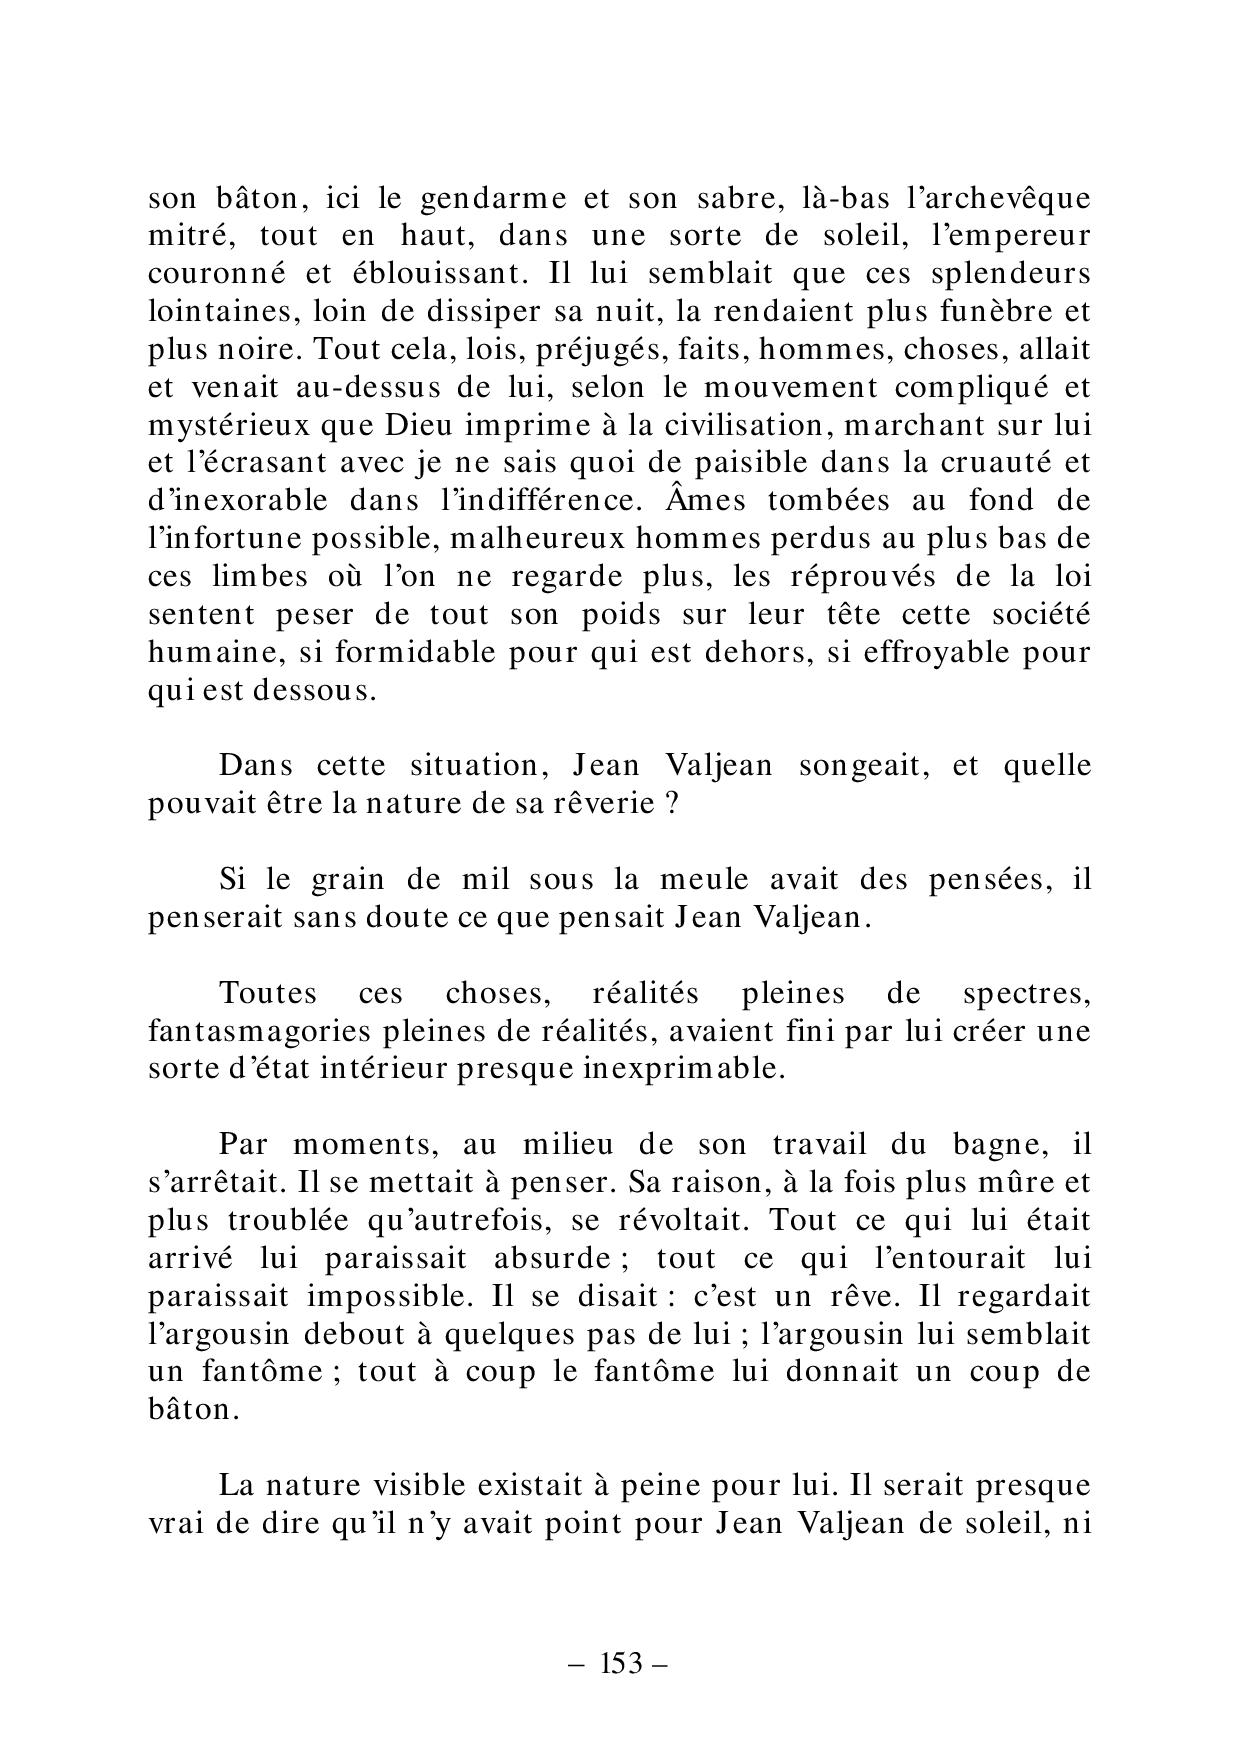 son bâton, ici le gendarme et son sabre, là-bas l’archevêque
mitré, tout en haut, dans une sorte de soleil, l’empereur
couronné et éblouissant. Il lui semblait que ces splendeurs
lointaines, loin de dissiper sa nuit, la rendaient plus funèbre et
plus noire. Tout cela, lois, préjugés, faits, hommes, choses, allait
et venait au-dessus de lui, selon le mouvement compliqué et
mystérieux que Dieu imprime à la civilisation, marchant sur lui
et l’écrasant avec je ne sais quoi de paisible dans la cruauté et
d’inexorable dans l’indifférence. Âmes tombées au fond de
l’infortune possible, malheureux hommes perdus au plus bas de
ces limbes où l’on ne regarde plus, les réprouvés de la loi
sentent peser de tout son poids sur leur tête cette société
humaine, si formidable pour qui est dehors, si effroyable pour
qui est dessous.
Dans cette situation, Jean Valjean songeait, et quelle
pouvait être la nature de sa rêverie ?
Si le grain de mil sous la meule avait des pensées, il
penserait sans doute ce que pensait Jean Valjean.
Toutes ces choses, réalités pleines de spectres,
fantasmagories pleines de réalités, avaient fini par lui créer une
sorte d’état intérieur presque inexprimable.
Par moments, au milieu de son travail du bagne, il
s’arrêtait. Il se mettait à penser. Sa raison, à la fois plus mûre et
plus troublée qu’autrefois, se révoltait. Tout ce qui lui était
arrivé lui paraissait absurde ; tout ce qui l’entourait lui
paraissait impossible. Il se disait : c’est un rêve. Il regardait
l’argousin debout à quelques pas de lui ; l’argousin lui semblait
un fantôme ; tout à coup le fantôme lui donnait un coup de
bâton.
La nature visible existait à peine pour lui. Il serait presque
vrai de dire qu’il n’y avait point pour Jean Valjean de soleil, ni
– 153 –